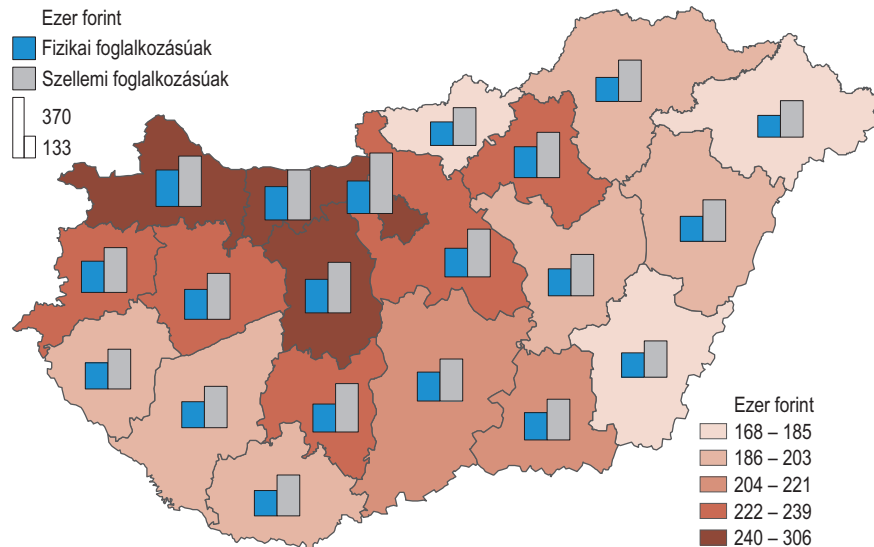 Ezer forint
Fizikai foglalkozásúak
Szellemi foglalkozásúak
370
133
Ezer forint
168 – 185
186 – 203
204 – 221
222 – 239
240 – 306